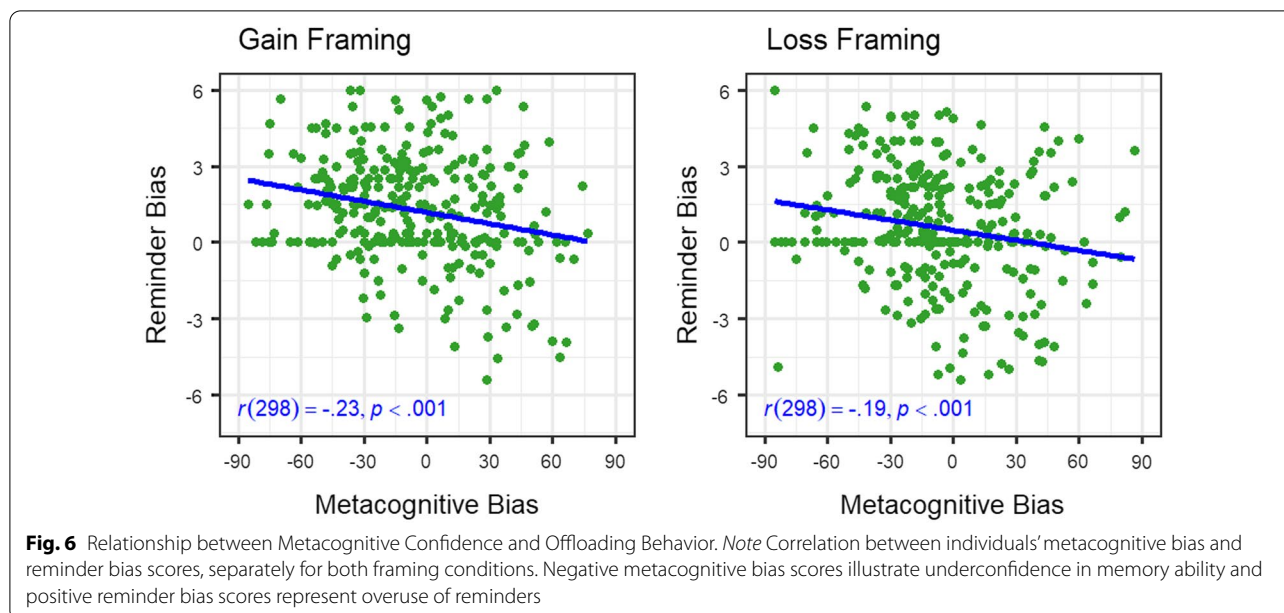 Gain Framing
Reminder Bias
6
3
0
-3
-6
r(298) = -.23, p < .001
-90 -60 -30 0 30 60 90
Metacognitive Bias
Loss Framing
Reminder Bias
6
3
0
-3
-6
r(298) = -.19, p < .001
-90 -60 -30 0 30 60 90
Metacognitive Bias
Fig. 6 Relationship between Metacognitive Confidence and Offloading Behavior. Note Correlation between individuals’ metacognitive bias and
reminder bias scores, separately for both framing conditions. Negative metacognitive bias scores illustrate underconfidence in memory ability and
positive reminder bias scores represent overuse of reminders